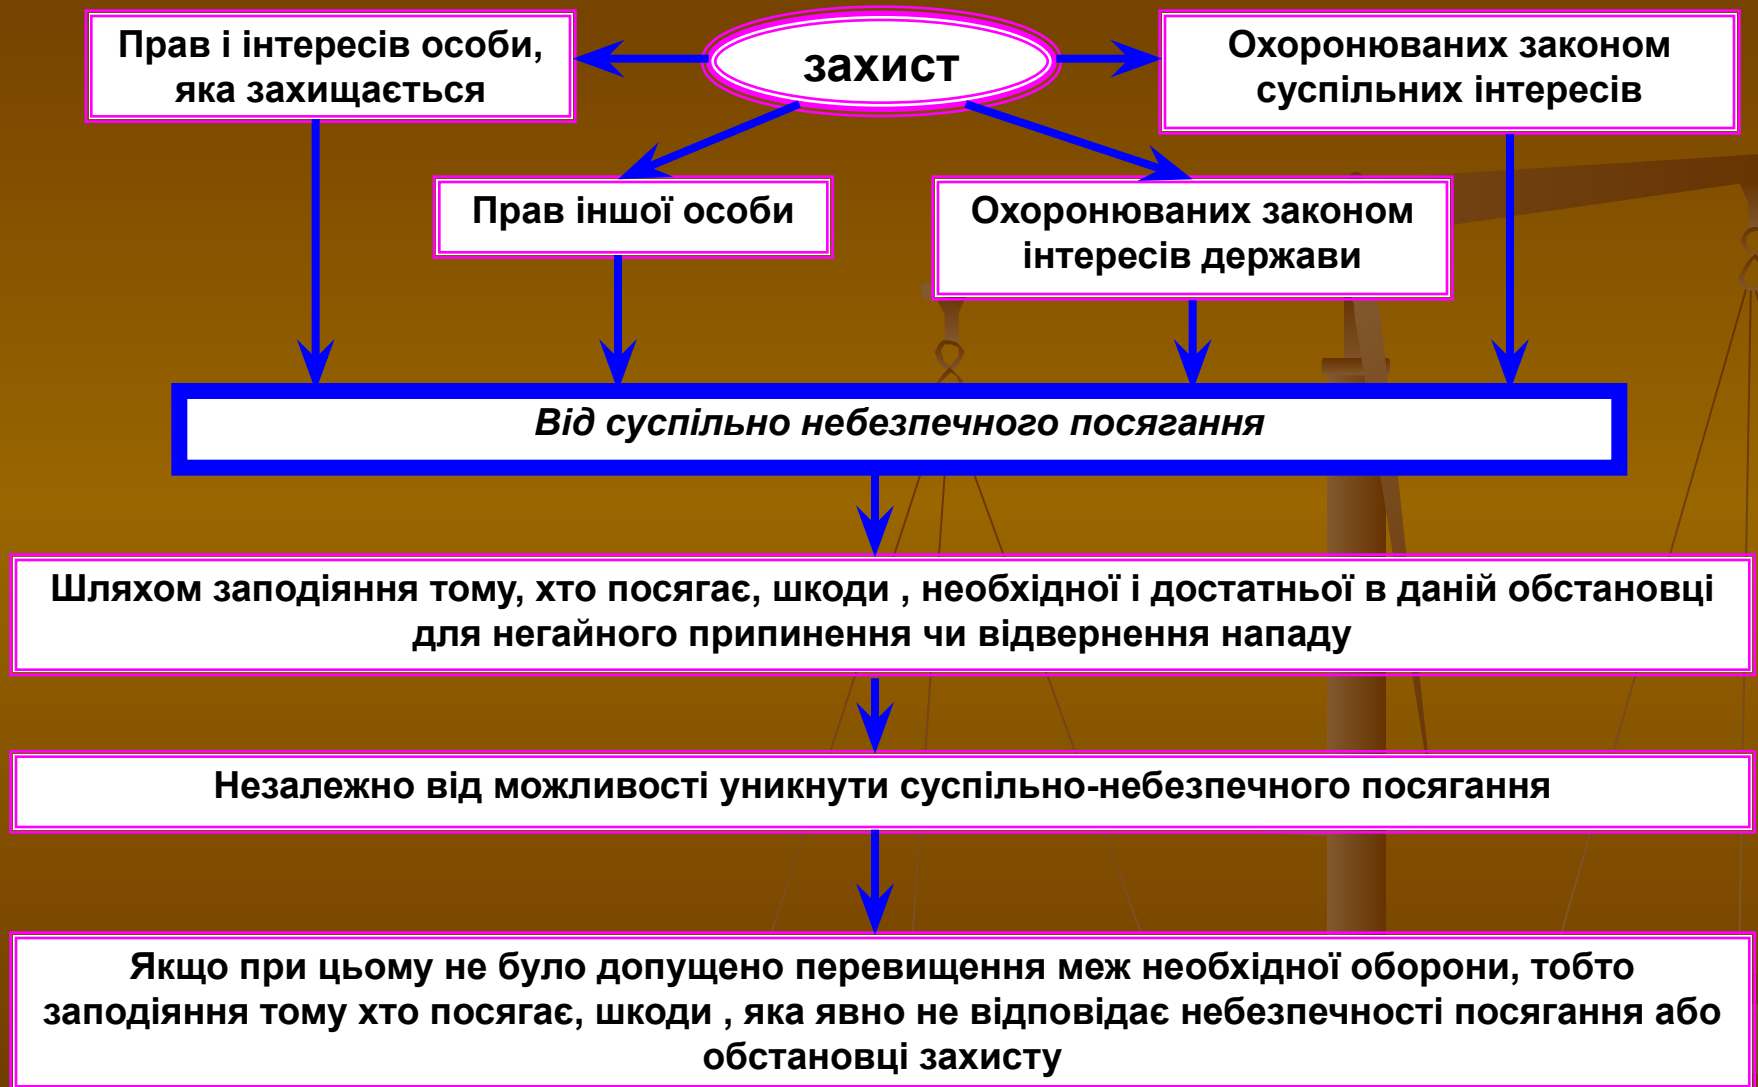 захист
Прав і інтересів особи,
яка захищається
Охоронюваних законом
суспільних інтересів
Прав іншої особи
Охоронюваних законом
інтересів держави
Від суспільно небезпечного посягання
Шляхом заподіяння тому, хто посягає, шкоди , необхідної і достатньої в даній обстановці
для негайного припинення чи відвернення нападу
Незалежно від можливості уникнути суспільно-небезпечного посягання
Якщо при цьому не було допущено перевищення меж необхідної оборони, тобто
заподіяння тому хто посягає, шкоди , яка явно не відповідає небезпечності посягання або
обстановці захисту